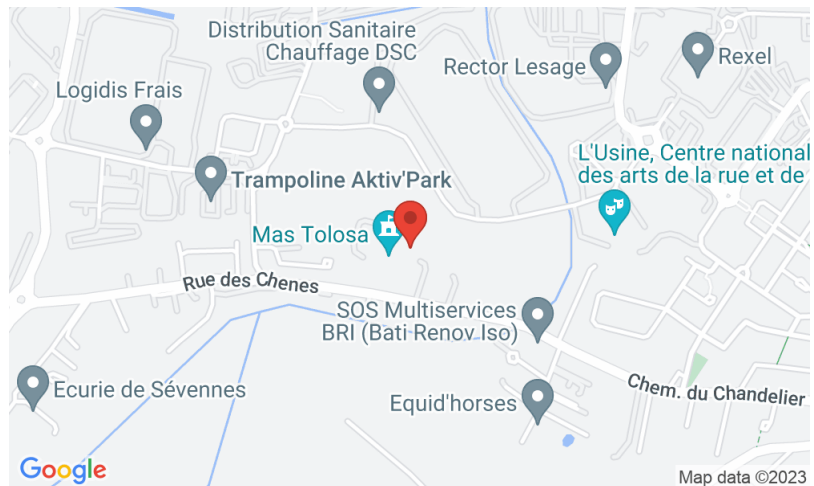 Distribution Sanitaire
Chauffage DSC
Rector Lesage
Rexel
Logidis Frais
L'Usine, Centre national
des arts de la rue et de
Trampoline Aktiv'Park
Mas Tolosa
Rue des Chenes
SOS Multiservices
BRI (Bati Renov Iso)
Ecurie de Sévennes
Equid'horses
Chem. du Chandelier
Google
Map data ©2023